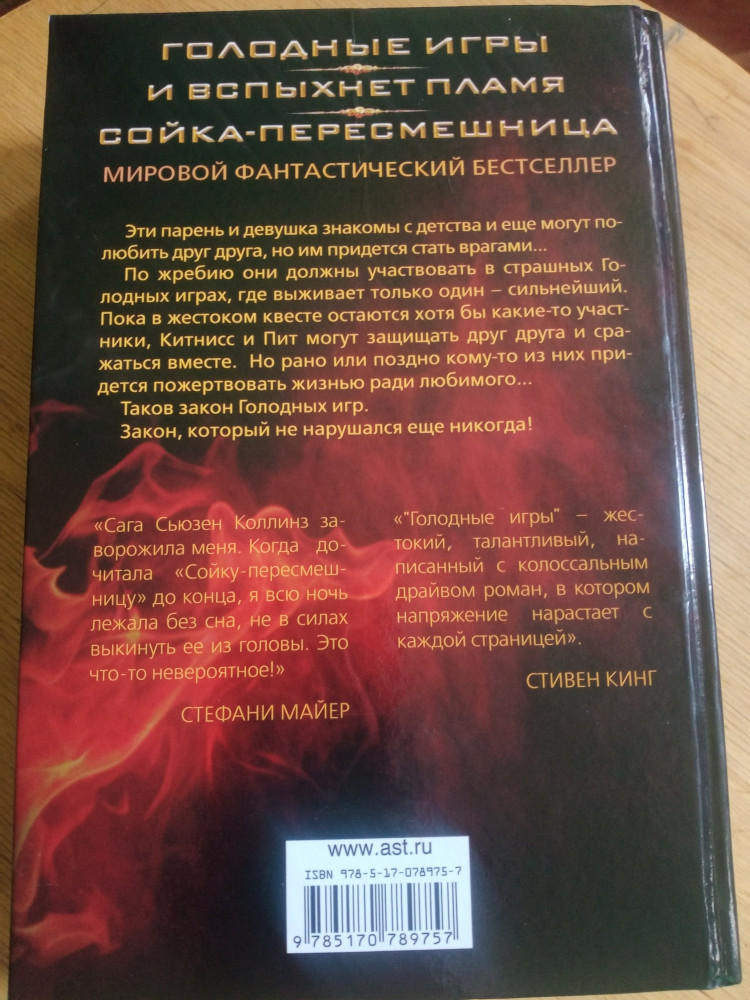 ГОЛОДНЫЕ ИГРЫ
И ВСПЫХНЕТ ПЛАМЯ
СОЙКА-ПЕРЕСМЕШНИЦА
МИРОВОЙ ФАНТАСТИЧЕСКИЙ БЕСТСЕЛЛЕР
Эти парень и девушка знакомы с детства и еще могут по-
любить друг друга, но им придется стать врагами...
По жребию они должны участвовать в страшных Го-
лодных играх, где выживает только один – сильнейший.
Пока в жестоком квесте остаются хотя бы какие-то участ-
ники, Китнисс и Пит могут защищать друг друга и сра-
жаться вместе. Но рано или поздно кому-то из них при-
дется пожертвовать жизнью ради любимого...
Таков закон Голодных игр.
Закон, который не нарушался еще никогда!
«Сага Сьюзен Коллинз за-
ворожила меня. Когда до-
читала «Сойку-пересмеш-
ницу» до конца, я всю ночь
лежала без сна, не в силах
выкинуть ее из головы. Это
что-то невероятное!»
СТЕФАНИ МАЙЕР
«"Голодные игры" – жес-
токий, талантливый, на-
писанный с колоссальным
драйвом роман, в котором
напряжение нарастает с
каждой страницей».
СТИВЕН КИНГ
www.ast.ru
ISBN 978-5-17-078975-7
9 785170 789757